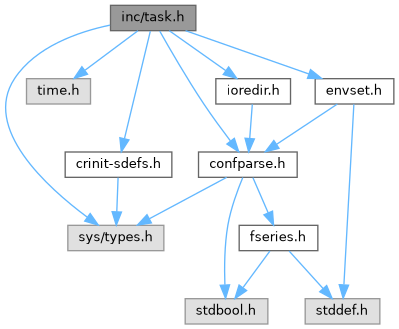 inc/task.h
time.h
ioredir.h
envset.h
crinit-sdefs.h
confparse.h
sys/types.h
fseries.h
stdbool.h
stddef.h